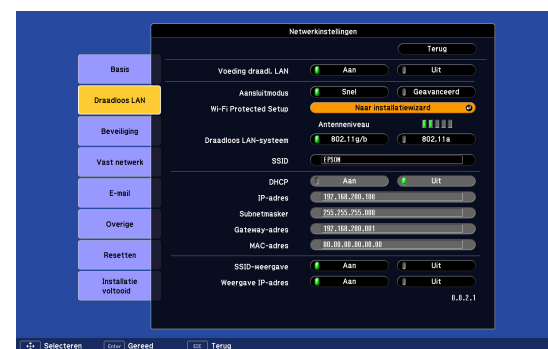 Netwerkinstellingen
Terug
Basis
Voeding draadl. LAN Aan Uit
Draadloos LAN
Aansluitmodus Snel Geavanceerd
Wi-Fi Protected Setup Naar installatiewizard
Antenneniveau
Beveiliging
Draadloos LAN-systeem 802.11g/b 802.11a
Vast netwerk
SSID EPSON
E-mail
DHCP Aan Uit
IP-adres 192.168.200.100
Subnetmasker 255.255.255.000
Overige
Gateway-adres 192.168.200.001
MAC-adres 00.00.00.00.00.00
Resetten
SSID-weergave Aan Uit
Installatie
voltooid
Weergave IP-adres Aan Uit
0.0.2.1
Selecteren Enter Gereed Esc Terug